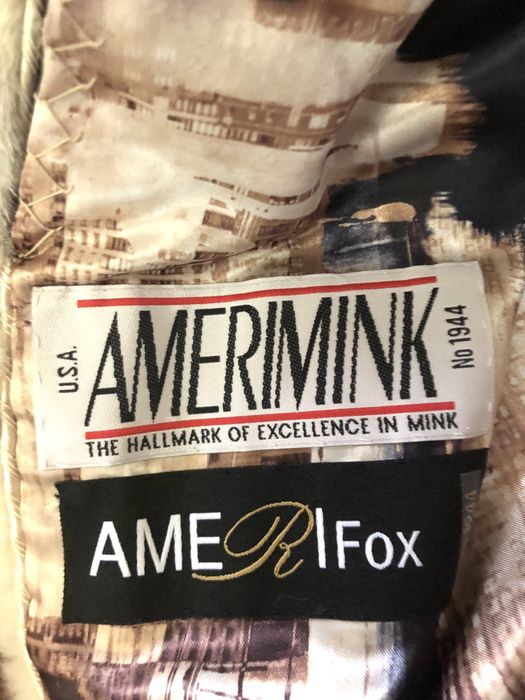 U.S.A.
AMERIMINK
No 1944
THE HALLMARK OF EXCELLENCE IN MINK
AMERIFOX